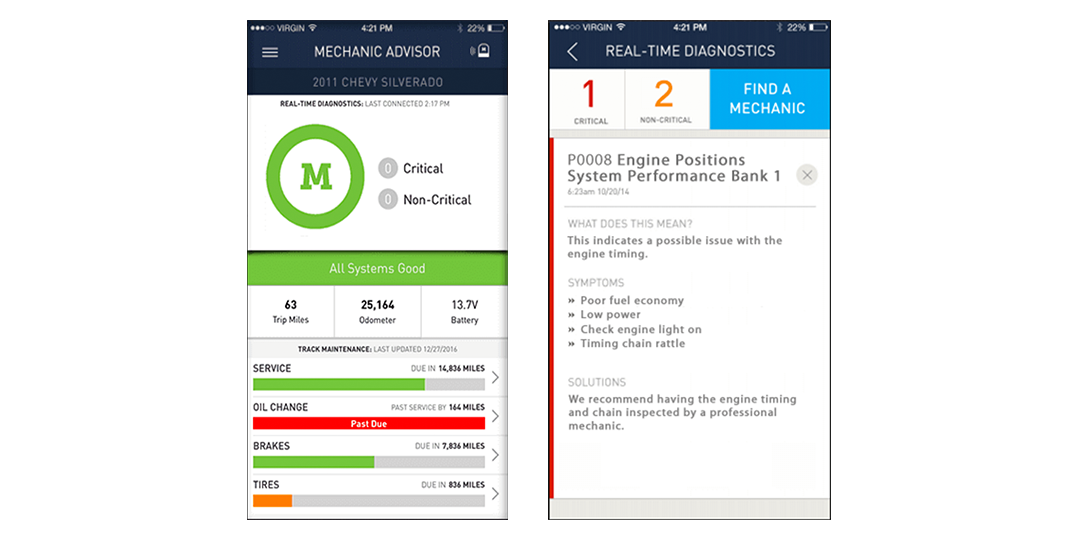 VIRGIN 4:21 PM 22%
MECHANIC ADVISOR
2011 CHEVY SILVERADO
REAL-TIME DIAGNOSTICS: LAST CONNECTED 2:17 PM
M
0 Critical
0 Non-Critical
All Systems Good
63 25,164 13.7V
Trip Miles Odometer Battery
TRACK MAINTENANCE: LAST UPDATED 12/27/2016
SERVICE DUE IN 14,836 MILES
OIL CHANGE PAST SERVICE BY 164 MILES
Past Due
BRAKES DUE IN 7,836 MILES
TIRES DUE IN 836 MILES
VIRGIN 4:21 PM 22%
REAL-TIME DIAGNOSTICS
1 2 FIND A
CRITICAL NON-CRITICAL MECHANIC
P0008 Engine Positions
System Performance Bank 1
6:23am 10/20/14
WHAT DOES THIS MEAN?
This indicates a possible issue with the
engine timing.
SYMPTOMS
» Poor fuel economy
» Low power
» Check engine light on
» Timing chain rattle
SOLUTIONS
We recommend having the engine timing
and chain inspected by a professional
mechanic.